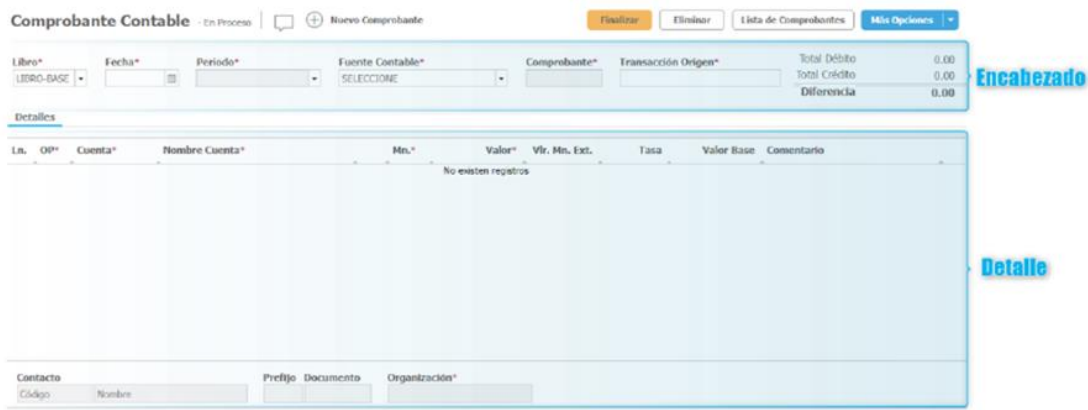 Comprobante Contable - En Proceso Nuevo Comprobante Finalizar Eliminar Lista de Comprobantes Más Opciones
Libro* Fecha* Periodo* Fuente Contable* Comprobante* Transacción Origen* Total Débito 0.00
LIBRO-BASE SELECCIONE Total Crédito 0.00
Diferencia 0.00
Encabezado
Detalles
Ln. OP* Cuenta* Nombre Cuenta* Mn.* Valor* Vlr. Mn. Ext. Tasa Valor Base Comentario
No existen registros
Detalle
Contacto Prefijo Documento Organización*
Código Nombre